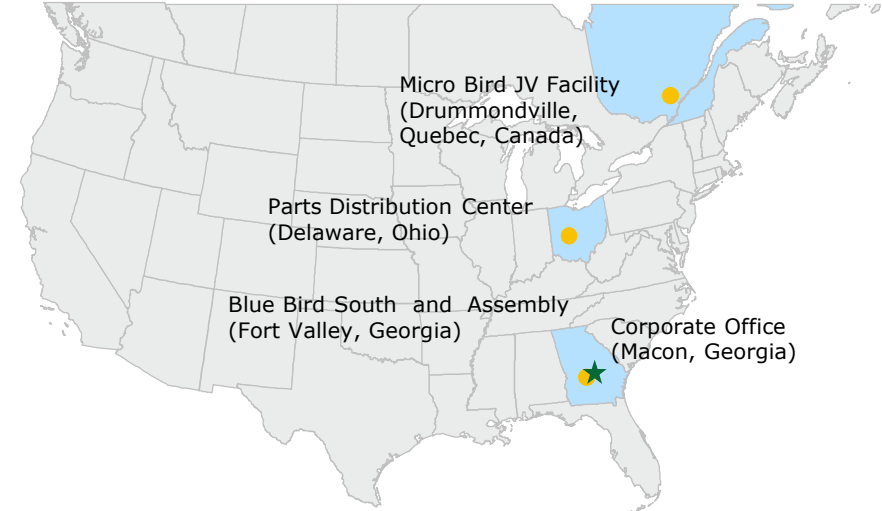 Micro Bird JV Facility
(Drummondville,
Quebec, Canada)
Parts Distribution Center
(Delaware, Ohio)
Blue Bird South and Assembly
(Fort Valley, Georgia)
Corporate Office
(Macon, Georgia)